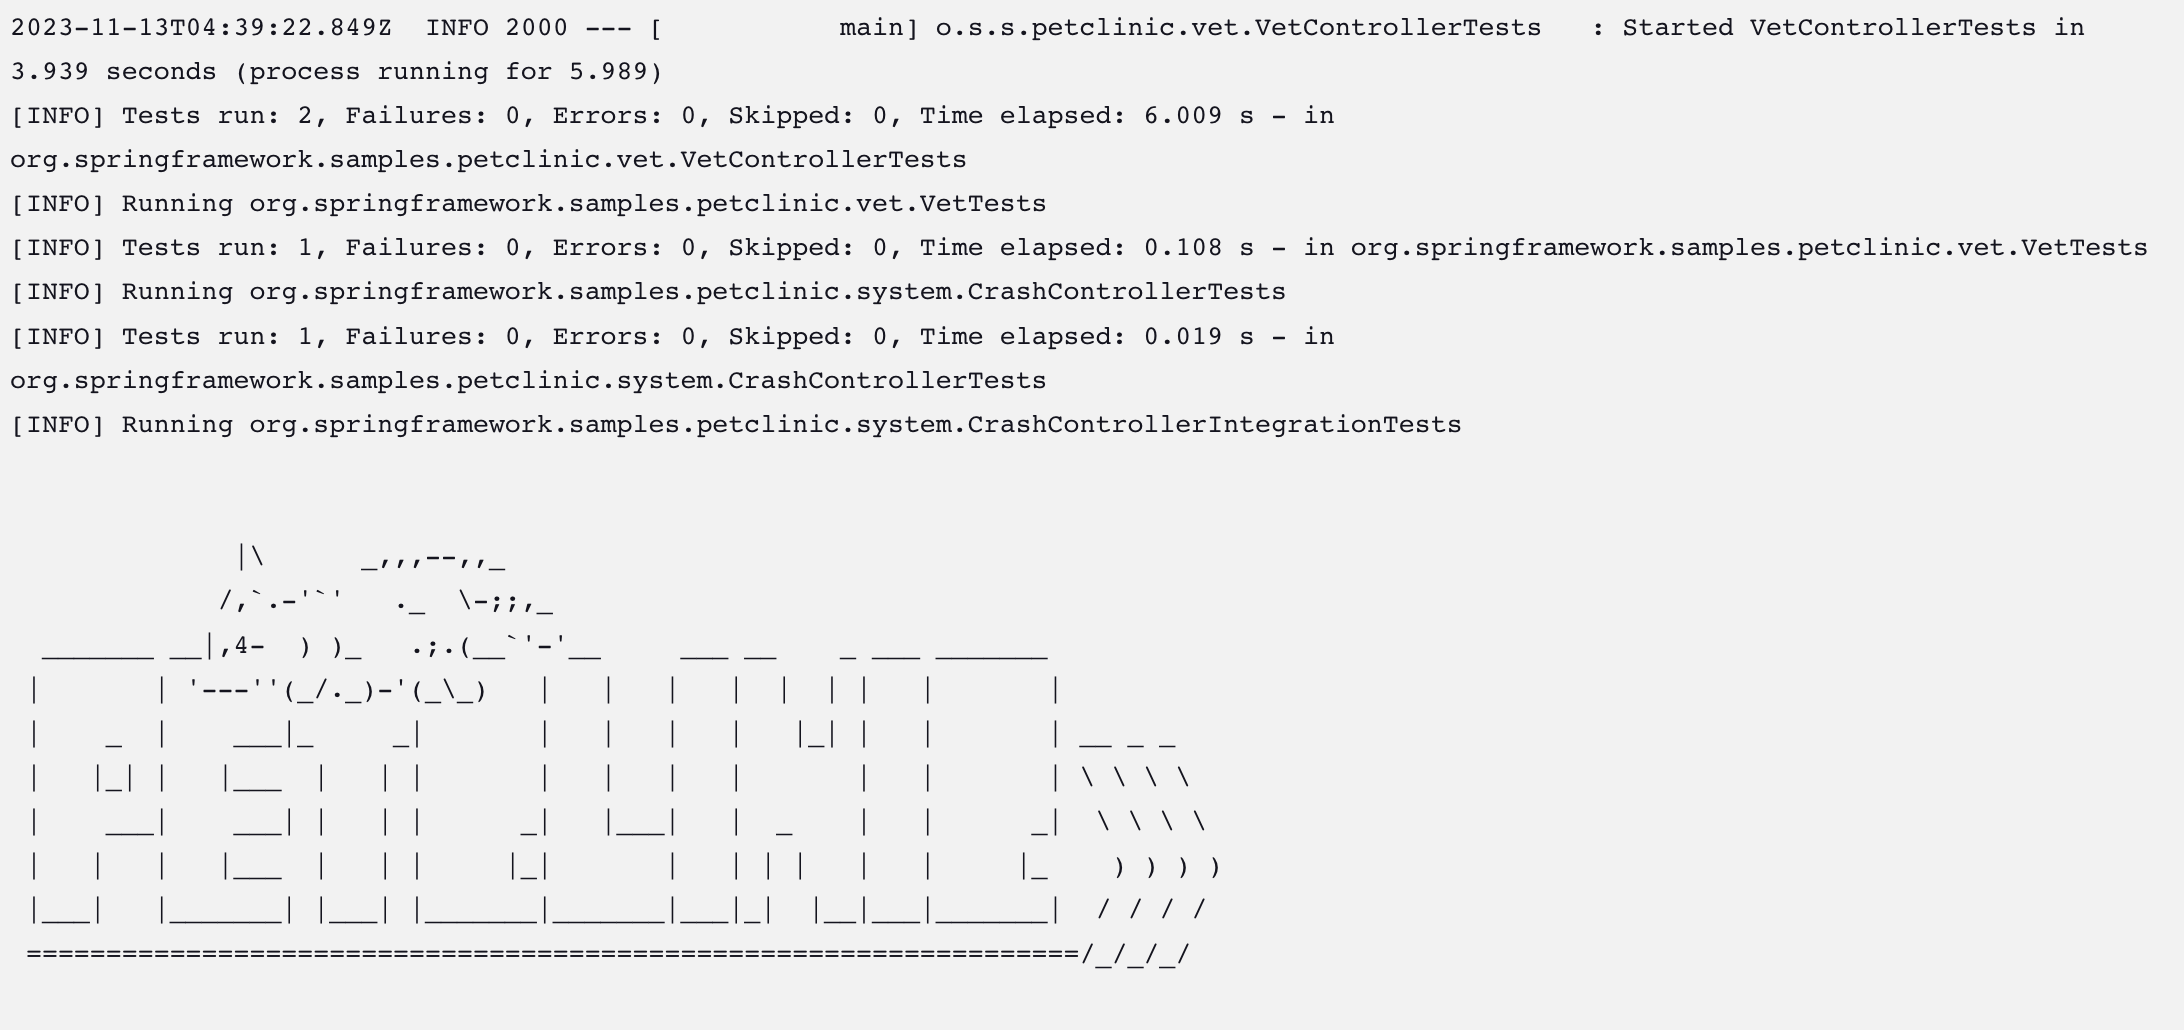 2023-11-13T04:39:22.849Z  INFO 2000 --- [           main] o.s.s.petclinic.vet.VetControllerTests   : Started VetControllerTests in
3.939 seconds (process running for 5.989)
[INFO] Tests run: 2, Failures: 0, Errors: 0, Skipped: 0, Time elapsed: 6.009 s - in
org.springframework.samples.petclinic.vet.VetControllerTests
[INFO] Running org.springframework.samples.petclinic.vet.VetTests
[INFO] Tests run: 1, Failures: 0, Errors: 0, Skipped: 0, Time elapsed: 0.108 s - in org.springframework.samples.petclinic.vet.VetTests
[INFO] Running org.springframework.samples.petclinic.system.CrashControllerTests
[INFO] Tests run: 1, Failures: 0, Errors: 0, Skipped: 0, Time elapsed: 0.019 s - in
org.springframework.samples.petclinic.system.CrashControllerTests
[INFO] Running org.springframework.samples.petclinic.system.CrashControllerIntegrationTests


              |\      _,,,--,,_
             /,`.-'`'   ._  \-;;,_
  _______ __|,4-  ) )_   .;.(__`'-'__     ___ __    _ ___ _______
 |       | '---''(_/._)-'(_\_)   |   |   |   |  |  | |   |       |
 |    _  |    ___|_     _|       |   |   |   |   |_| |   |       | __ _ _
 |   |_| |   |___  |   | |       |   |   |   |       |   |       | \ \ \ \
 |    ___|    ___| |   | |      _|   |___|   |  _    |   |      _|  \ \ \ \
 |   |   |   |___  |   | |     |_|       |   | | |   |   |     |_    ) ) ) )
 |___|   |_______| |___| |_______|_______|___|_|  |__|___|_______|  / / / /
 ==================================================================/_/_/_/